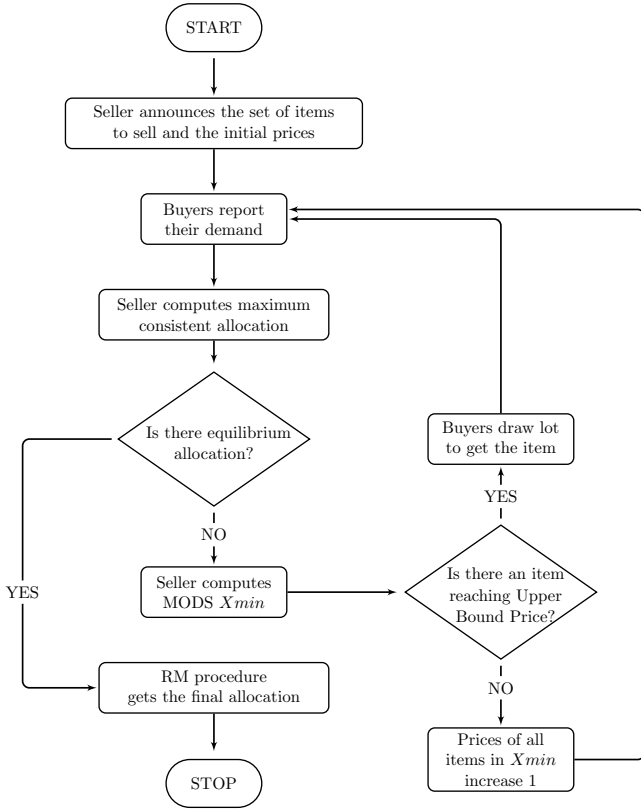 START
Seller announces the set of items
to sell and the initial prices
Buyers report
their demand
Seller computes maximum
consistent allocation
Is there equilibrium
allocation?
Buyers draw lot
to get the item
YES
NO
YES
Seller computes
MODS Xmin
Is there an item
reaching Upper
Bound Price?
RM procedure
gets the final allocation
NO
Prices of all
items in Xmin
increase 1
STOP